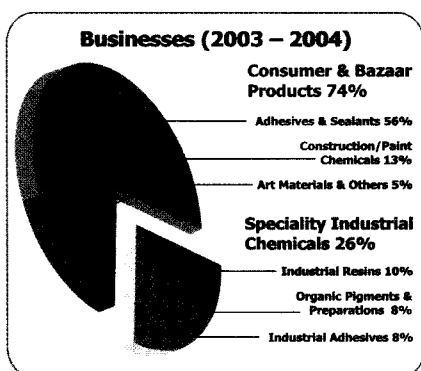 Businesses (2003 – 2004)
Consumer & Bazaar
Products 74%
Adhesives & Sealants 56%
Construction/Paint
Chemicals 13%
Art Materials & Others 5%
Speciality Industrial
Chemicals 26%
Industrial Resins 10%
Organic Pigments &
Preparations 8%
Industrial Adhesives 8%